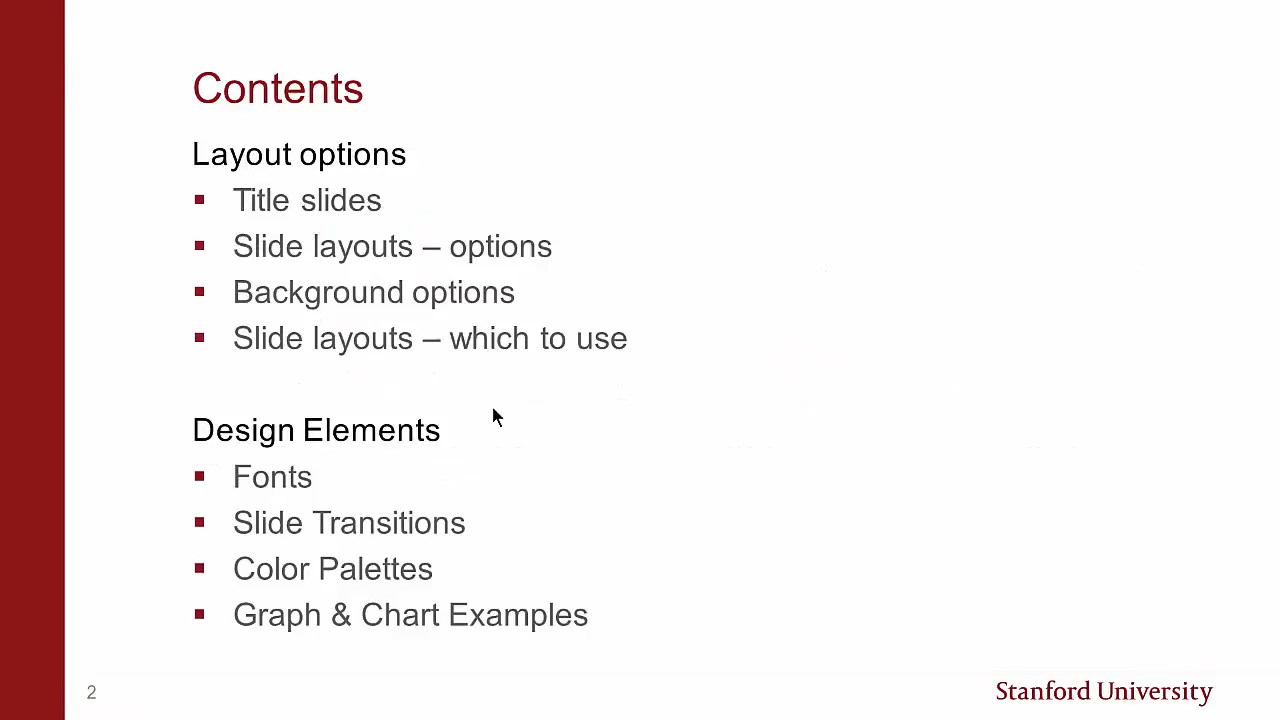 Contents
Layout options
▪ Title slides
▪ Slide layouts – options
▪ Background options
▪ Slide layouts – which to use
Design Elements
▪ Fonts
▪ Slide Transitions
▪ Color Palettes
▪ Graph & Chart Examples
2
Stanford University